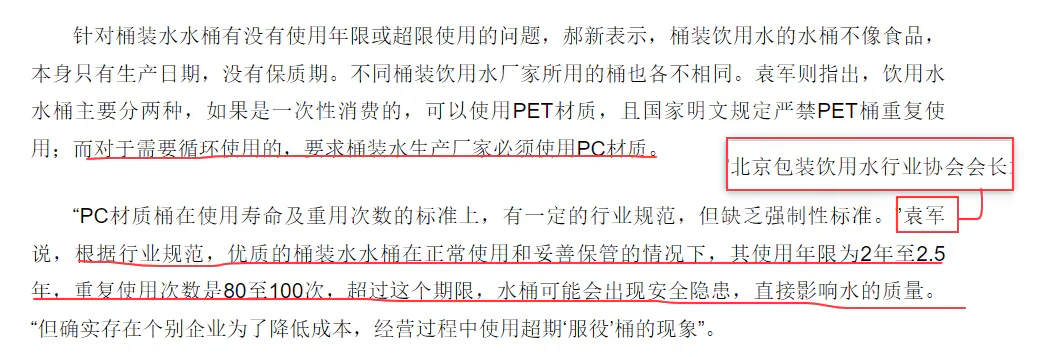 针对桶装水水桶有没有使用年限或超限使用的问题，郝新表示，桶装饮用水的水桶不像食品，
本身只有生产日期，没有保质期。不同桶装饮用水厂家所用的桶也各不相同。袁军则指出，饮用水
水桶主要分两种，如果是一次性消费的，可以使用PET材质，且国家明文规定严禁PET桶重复使
用；而对于需要循环使用的，要求桶装水生产厂家必须使用PC材质。
北京包装饮用水行业协会会长
“PC材质桶在使用寿命及重用次数的标准上，有一定的行业规范，但缺乏强制性标准。”袁军
说，根据行业规范，优质的桶装水水桶在正常使用和妥善保管的情况下，其使用年限为2年至2.5
年，重复使用次数是80至100次，超过这个期限，水桶可能会出现安全隐患，直接影响水的质量。
“但确实存在个别企业为了降低成本，经营过程中使用超期‘服役’桶的现象”。